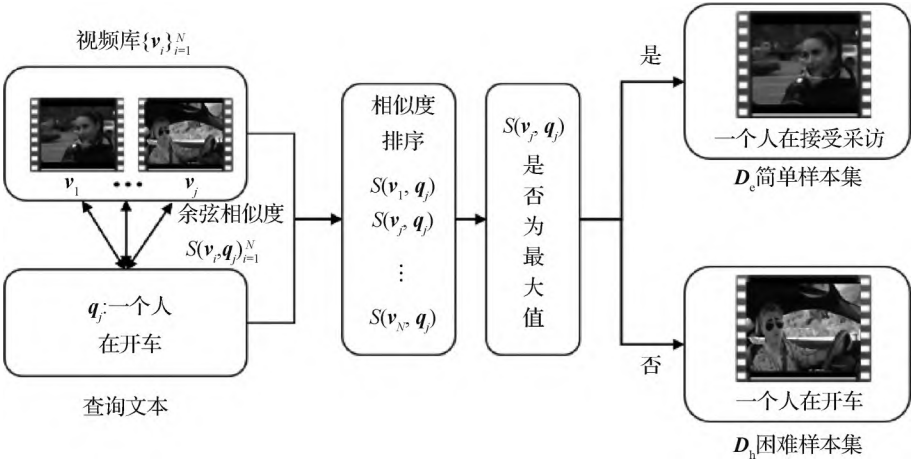 视频库{v_i}_{i=1}^N
v_1 ••• v_j
余弦相似度
S(v_i,q_j)_{i=1}^N
q_j:一个人
在开车
查询文本
相似度
排序
S(v_1, q_j)
S(v_j, q_j)
⋮
S(v_N, q_j)
S(v_j, q_j)
是
否
为
最
大
值
是
一个人在接受采访
D_e简单样本集
否
一个人在开车
D_h困难样本集